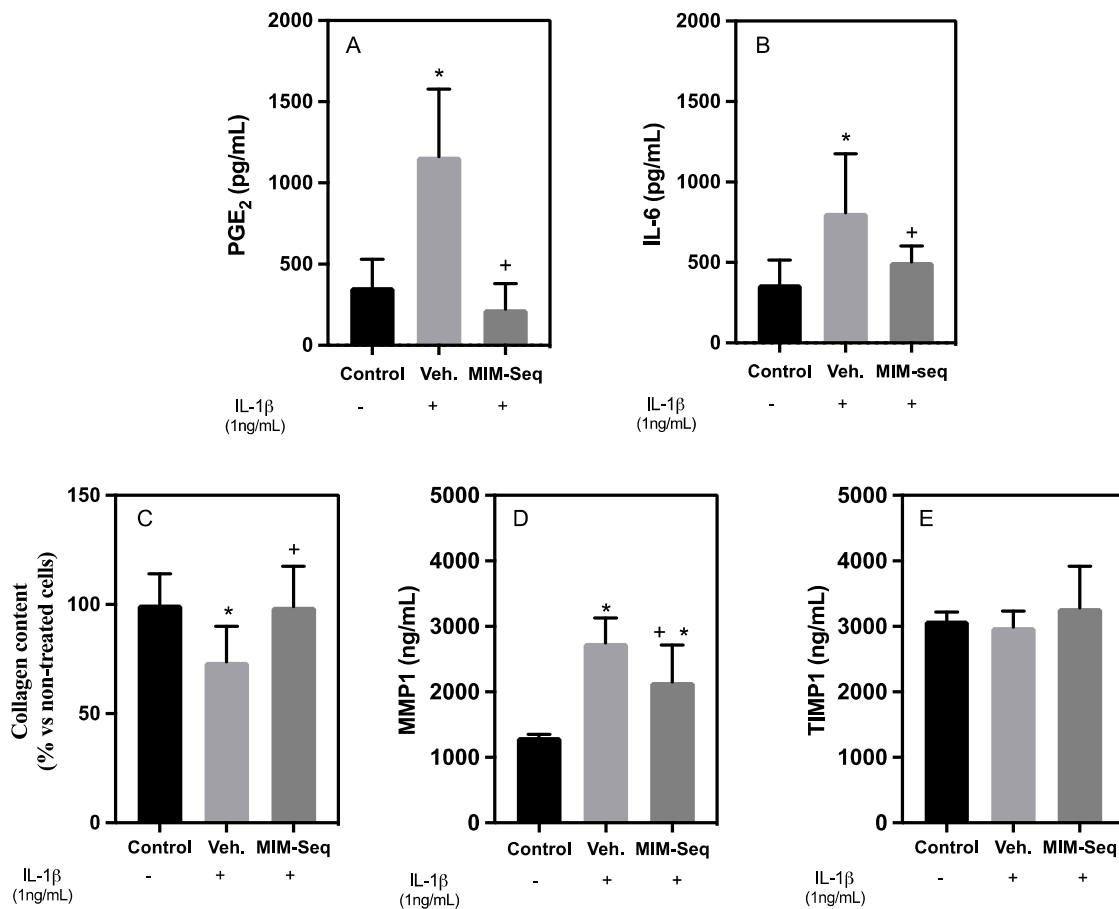 A
2000
1500
1000
500
0
PGE₂ (pg/mL)
*
+
Control Veh. MIM-Seq
IL-1β
(1ng/mL)
- + +
B
2000
1500
1000
500
0
IL-6 (pg/mL)
*
+
Control Veh. MIM-seq
IL-1β
(1ng/mL)
- + +
C
150
100
50
0
Collagen content
(% vs non-treated cells)
*
+
Control Veh. MIM-Seq
IL-1β
(1ng/mL)
- + +
D
5000
4000
3000
2000
1000
0
MMP1 (ng/mL)
*
+ *
Control Veh. MIM-Seq
IL-1β
(1ng/mL)
- + +
E
5000
4000
3000
2000
1000
0
TIMP1 (ng/mL)
Control Veh. MIM-Seq
IL-1β
(1ng/mL)
- + +